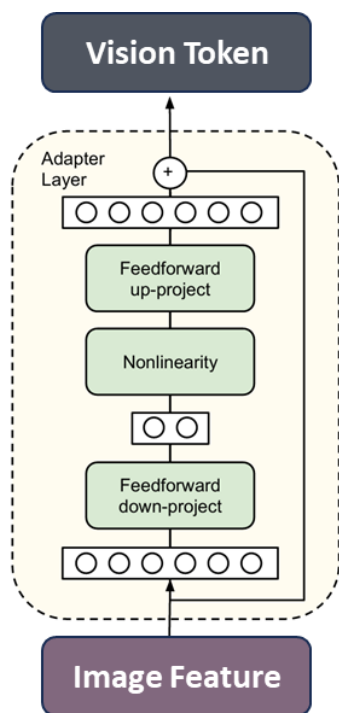 Vision Token
Adapter
Layer
+
Feedforward
up-project
Nonlinearity
Feedforward
down-project
Image Feature